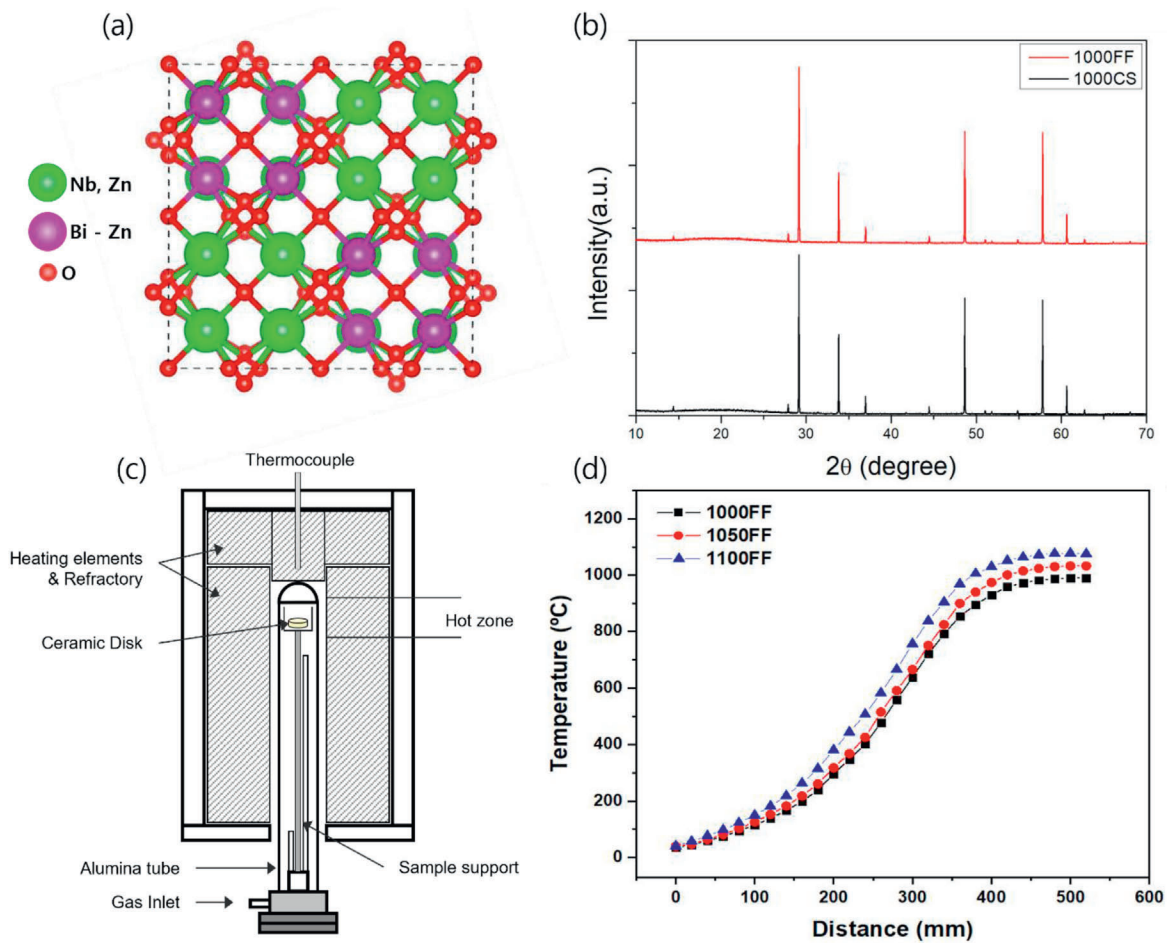 (a)
Nb, Zn
Bi - Zn
O
(b)
1000FF
1000CS
Intensity(a.u.)
10 20 30 40 50 60 70
2θ (degree)
(c)
Thermocouple
Heating elements
& Refractory
Hot zone
Ceramic Disk
Alumina tube
Sample support
Gas Inlet
(d)
1000FF
1050FF
1100FF
Temperature (ºC)
1200
1000
800
600
400
200
0
0 100 200 300 400 500 600
Distance (mm)